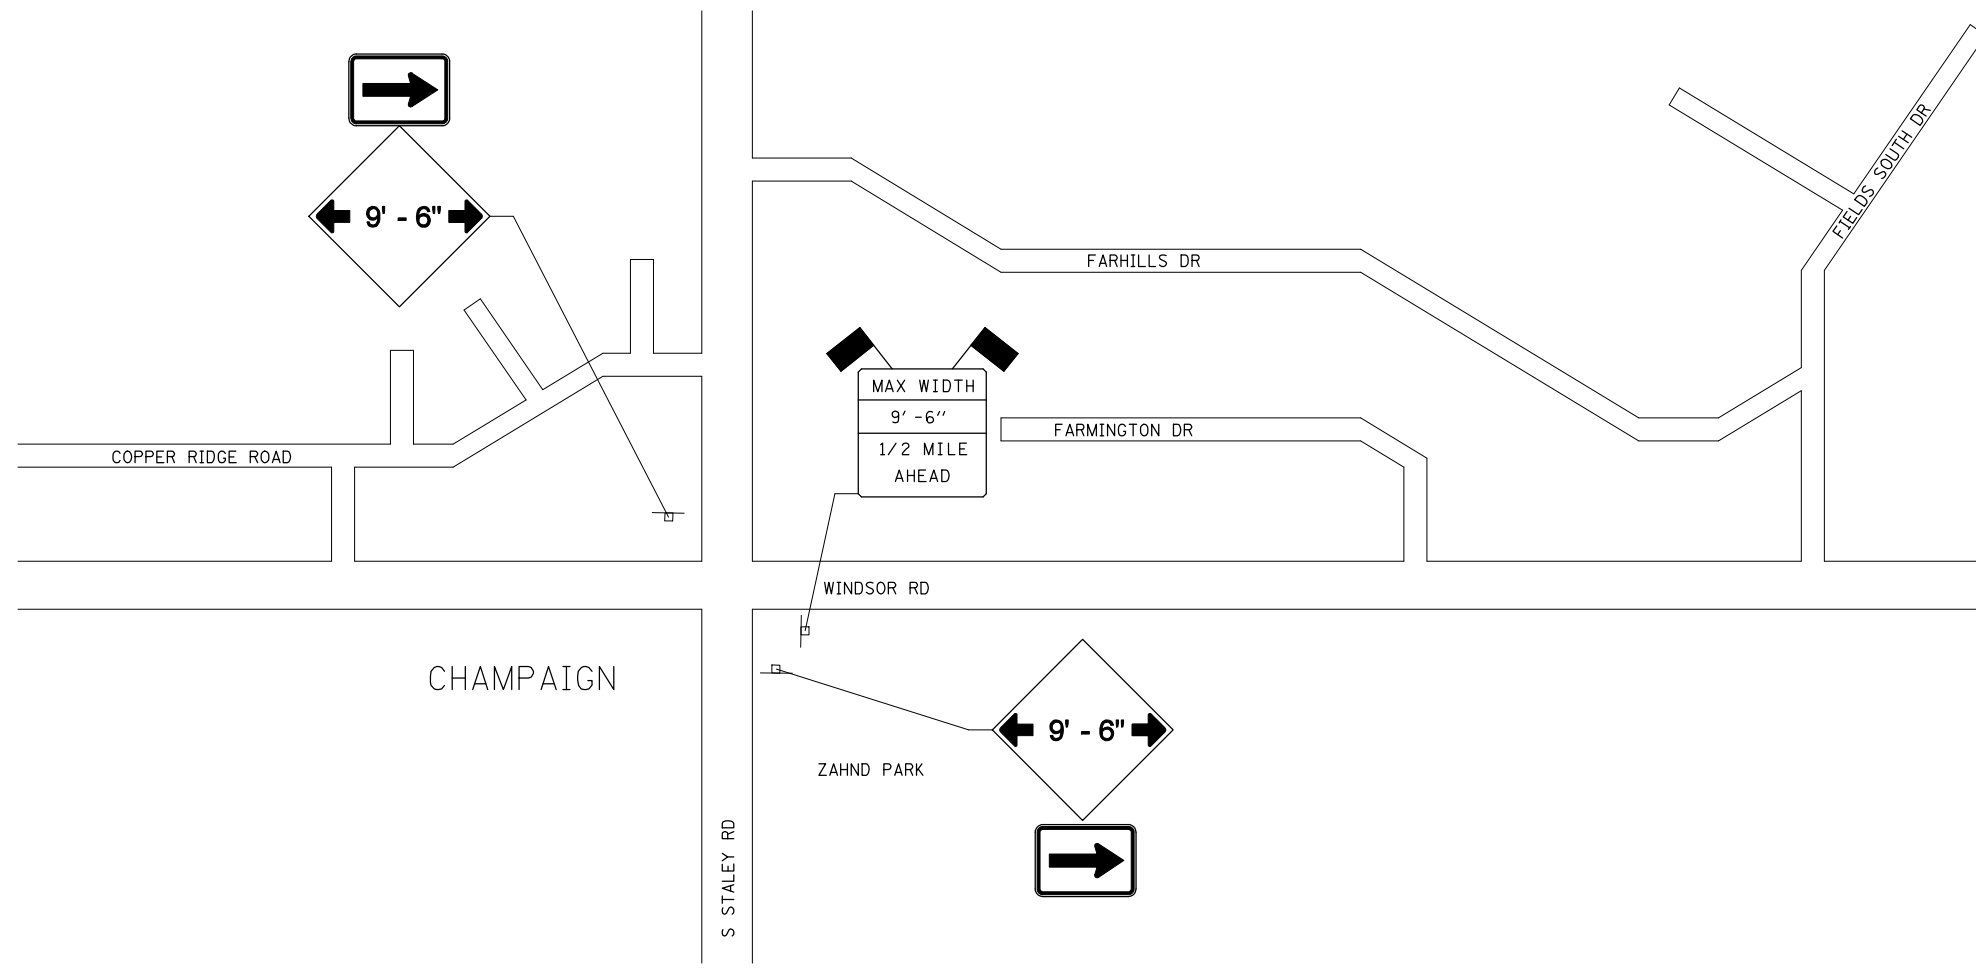 9' - 6"
FIELDS SOUTH DR
FARHILLS DR
MAX WIDTH
9' -6"
1/2 MILE
AHEAD
FARMINGTON DR
COPPER RIDGE ROAD
WINDSOR RD
CHAMPAIGN
9' - 6"
ZAHND PARK
S STALEY RD